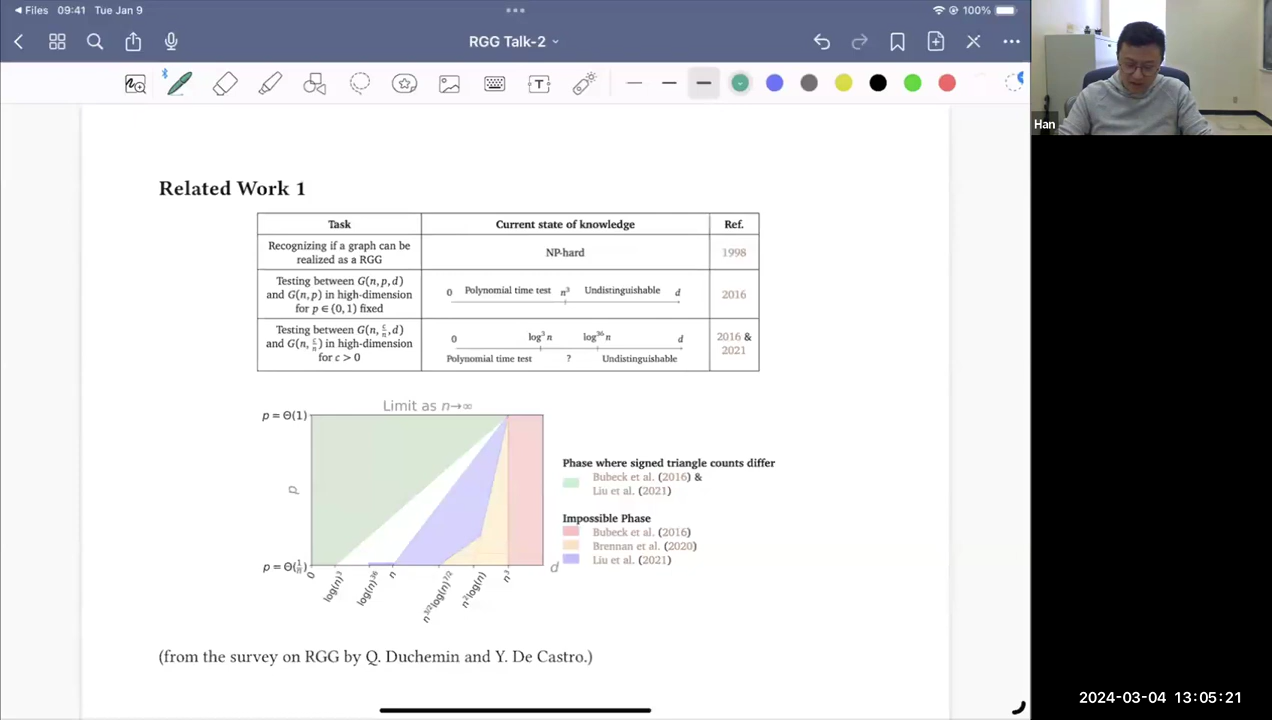 Files 09:41 Tue Jan 9
100%
RGG Talk-2
T
Han
Related Work 1
Task Current state of knowledge Ref.
Recognizing if a graph can be
realized as a RGG
NP-hard
1998
Testing between G(n, p, d)
and G(n, p) in high-dimension
for p ∈ (0, 1) fixed
0 Polynomial time test n³ Undistinguishable d
2016
Testing between G(n, c/n, d)
and G(n, c/n) in high-dimension
for c > 0
0 log³ n log³⁶ n d
Polynomial time test ? Undistinguishable
2016 &
2021
Limit as n→∞
p = Θ(1)
p
p = Θ(1/n)
0 log(n)³ log(n)³⁶ n n^{3/2}log(n)^{7/2} n²log(n) n³ d
Phase where signed triangle counts differ
Bubeck et al. (2016) &
Liu et al. (2021)
Impossible Phase
Bubeck et al. (2016)
Brennan et al. (2020)
Liu et al. (2021)
(from the survey on RGG by Q. Duchemin and Y. De Castro.)
2024-03-04 13:05:21